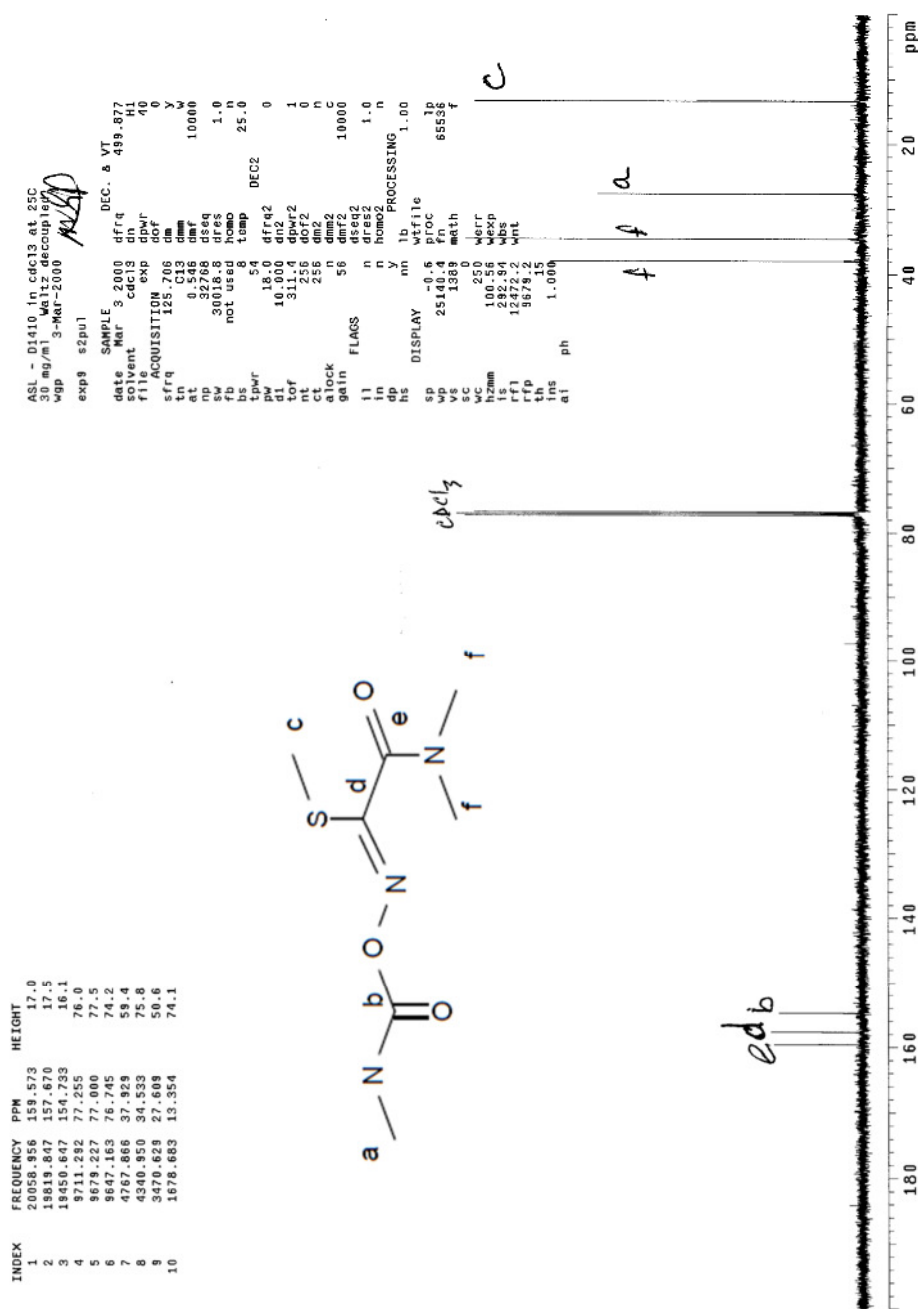 INDEX FREQUENCY PPM HEIGHT
1 20058.956 159.573 17.0
2 19819.847 157.670 17.5
3 19450.647 154.733 16.1
4 9711.292 77.255 76.0
5 9679.227 77.000 77.5
6 9647.163 76.745 74.2
7 4767.866 37.929 59.4
8 4340.950 34.533 75.8
9 3470.629 27.609 50.6
10 1678.683 13.354 74.1
ASL - D1410 in cdcl3 at 25C
30 mg/ml Waltz decoupled
wgp 3-Mar-2000
exp9 s2pul
SAMPLE DEC. & VT
date Mar 3 2000 dfrq 499.877
solvent cdcl3 dn H1
file exp dpwr 40
ACQUISITION dof 0
sfrq 125.706 dm y
tn C13 dmm w
at 0.546 dmf 10000
np 32768 dseq
sw 30018.8 dres 1.0
fb not used homo n
bs 8 temp 25.0
tpwr 54 DEC2
pw 18.0 dfrq2 0
d1 10.000 dn2
tof 311.4 dpwr2 1
nt 256 dof2 0
ct 256 dm2 n
alock n dmm2 c
gain 56 dmf2 10000
FLAGS dseq2
il n dres2 1.0
in n homo2 n
dp y PROCESSING
hs nn lb 1.00
DISPLAY wtfile
sp -0.6 proc lp
wp 25140.4 fn 65536
vs 1389 math f
sc 0
wc 250 werr
hzmm 100.56 wexp
is 292.94 wbs
rfl 12472.2 wnt
rfp 9679.2
th 15
ins 1.000
ai ph
c
S
d
O
e
N
f
f
N
O
b
O
N
a
e d b
CDCl3
f
f
a
c
180 160 140 120 100 80 60 40 20 ppm